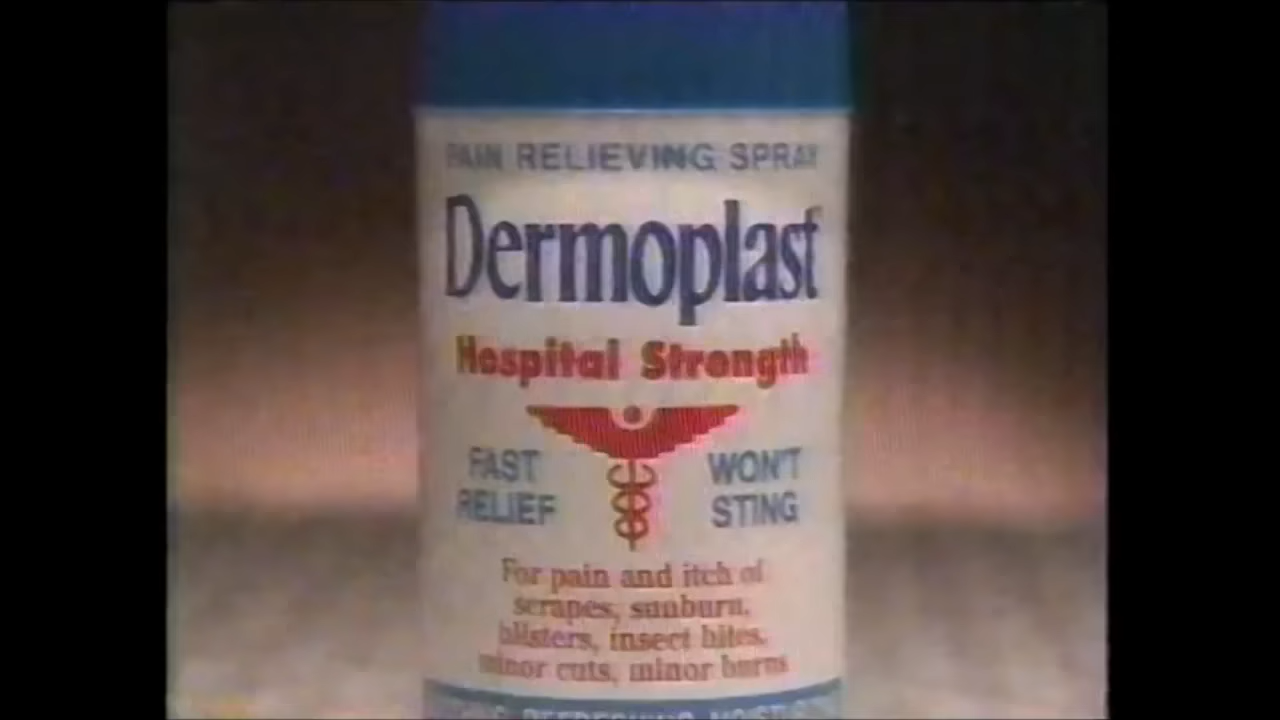 PAIN RELIEVING SPRAY
Dermoplast
Hospital Strength
FAST
RELIEF
WON'T
STING
For pain and itch of
scrapes, sunburn,
blisters, insect bites,
minor cuts, minor burns
REFRESHING